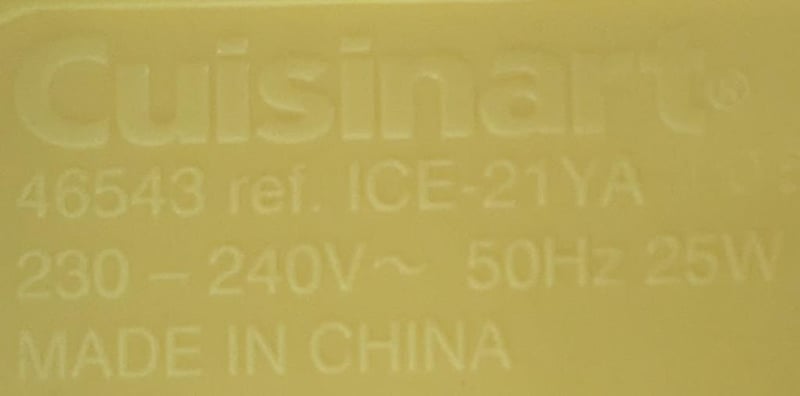 Cuisinart®
46543 ref. ICE-21YA
230 – 240V~ 50Hz 25W
MADE IN CHINA